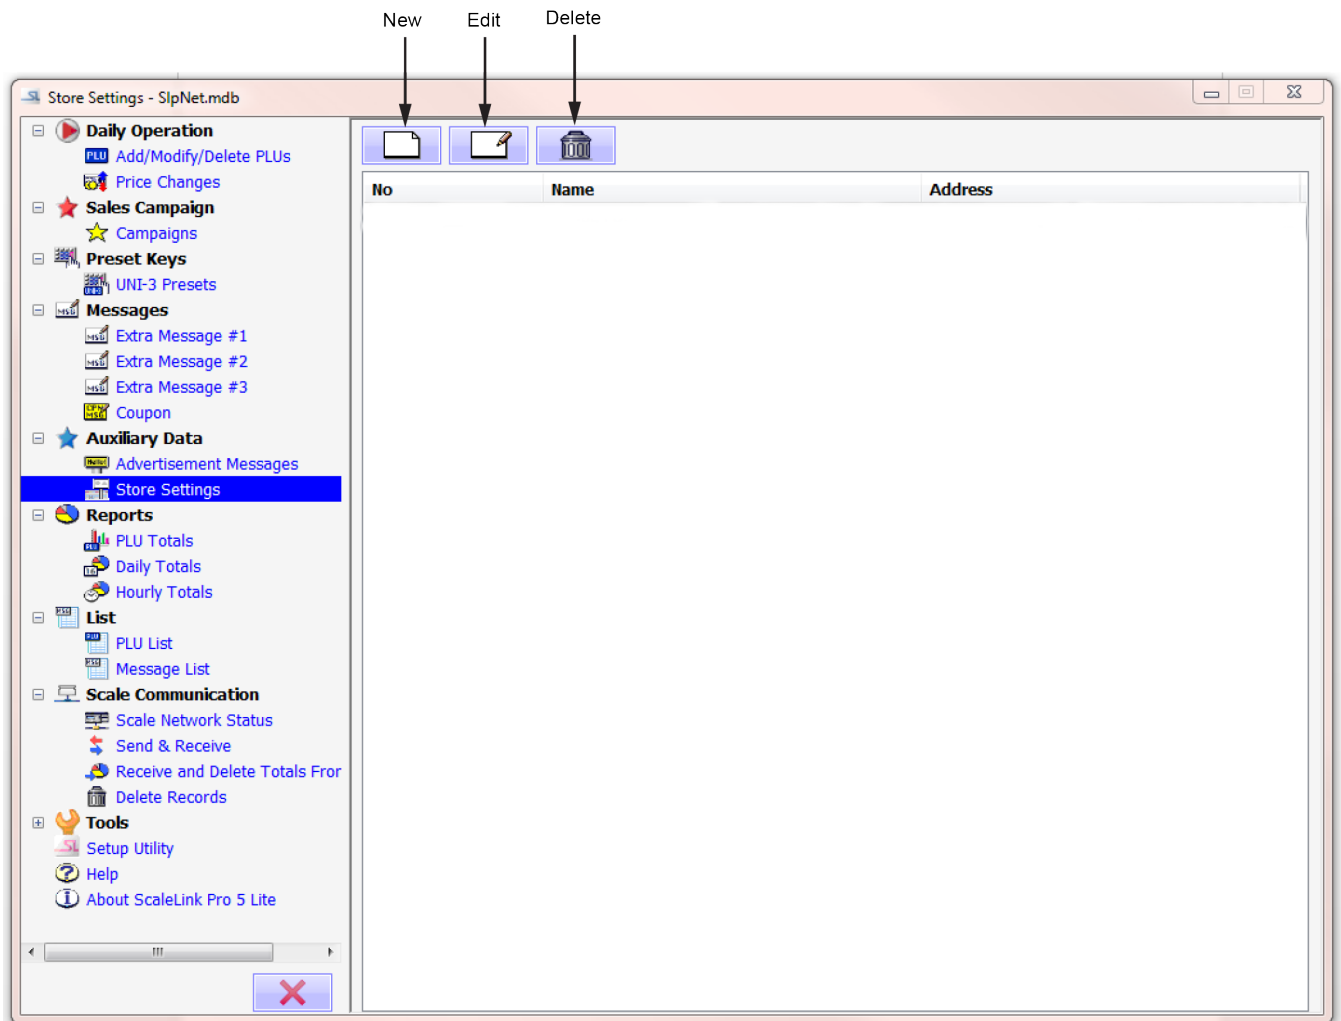 New Edit Delete
Store Settings - SlpNet.mdb
Daily Operation
PLU Add/Modify/Delete PLUs
Price Changes
No Name Address
Sales Campaign
Campaigns
Preset Keys
UNI-3 Presets
Messages
Extra Message #1
Extra Message #2
Extra Message #3
Coupon
Auxiliary Data
Advertisement Messages
Store Settings
Reports
PLU Totals
Daily Totals
Hourly Totals
List
PLU List
Message List
Scale Communication
Scale Network Status
Send & Receive
Receive and Delete Totals Fror
Delete Records
Tools
Setup Utility
Help
About ScaleLink Pro 5 Lite